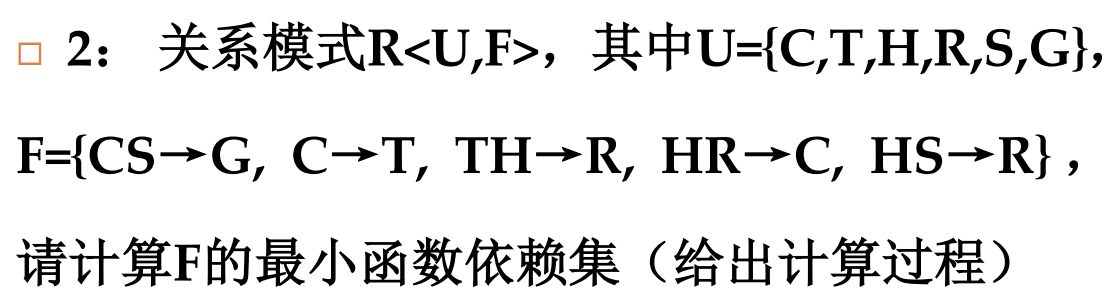 □ 2： 关系模式R<U,F>，其中U={C,T,H,R,S,G},
F={CS→G, C→T, TH→R, HR→C, HS→R}，
请计算F的最小函数依赖集（给出计算过程）